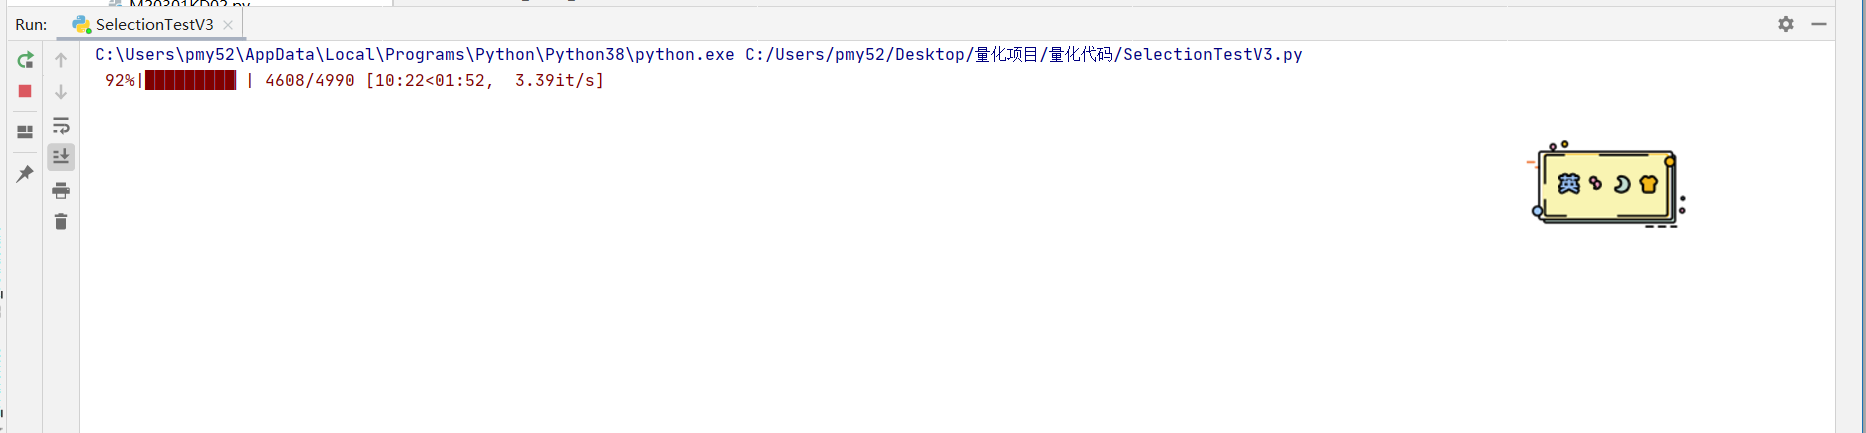 Run: SelectionTestV3
C:\Users\pmy52\AppData\Local\Programs\Python\Python38\python.exe C:/Users/pmy52/Desktop/量化项目/量化代码/SelectionTestV3.py
92%|█████████▏| 4608/4990 [10:22<01:52, 3.39it/s]
英